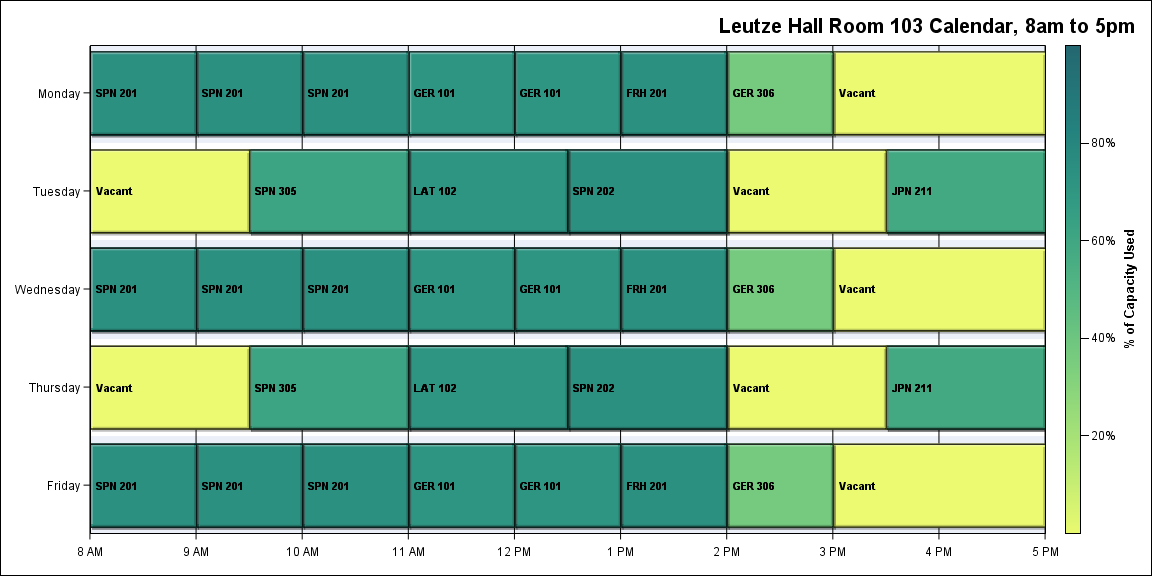 Leutze Hall Room 103 Calendar, 8am to 5pm
Monday
SPN 201
SPN 201
SPN 201
GER 101
GER 101
FRH 201
GER 306
Vacant
Tuesday
Vacant
SPN 305
LAT 102
SPN 202
Vacant
JPN 211
Wednesday
SPN 201
SPN 201
SPN 201
GER 101
GER 101
FRH 201
GER 306
Vacant
Thursday
Vacant
SPN 305
LAT 102
SPN 202
Vacant
JPN 211
Friday
SPN 201
SPN 201
SPN 201
GER 101
GER 101
FRH 201
GER 306
Vacant
8 AM
9 AM
10 AM
11 AM
12 PM
1 PM
2 PM
3 PM
4 PM
5 PM
80%
60%
40%
20%
% of Capacity Used